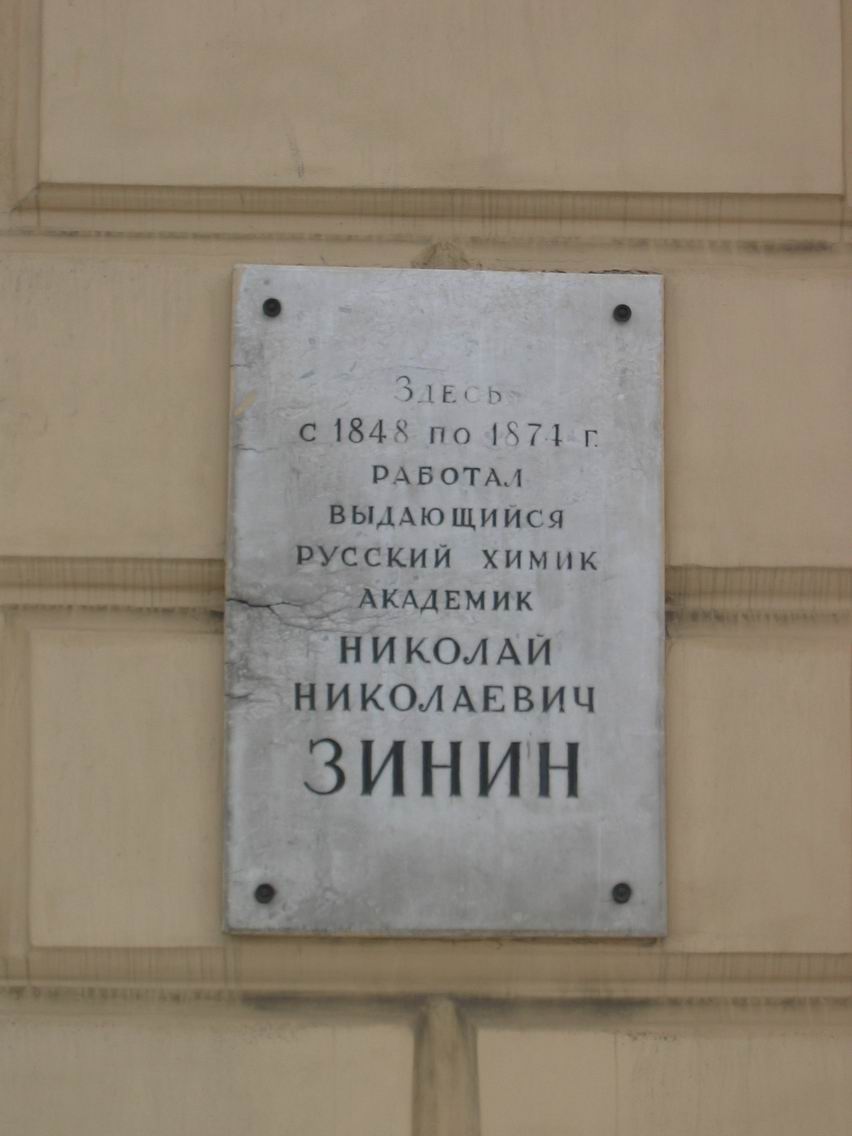 Здесь
с 1848 по 1874 г.
работал
выдающийся
русский химик
академик
НИКОЛАЙ
НИКОЛАЕВИЧ
ЗИНИН